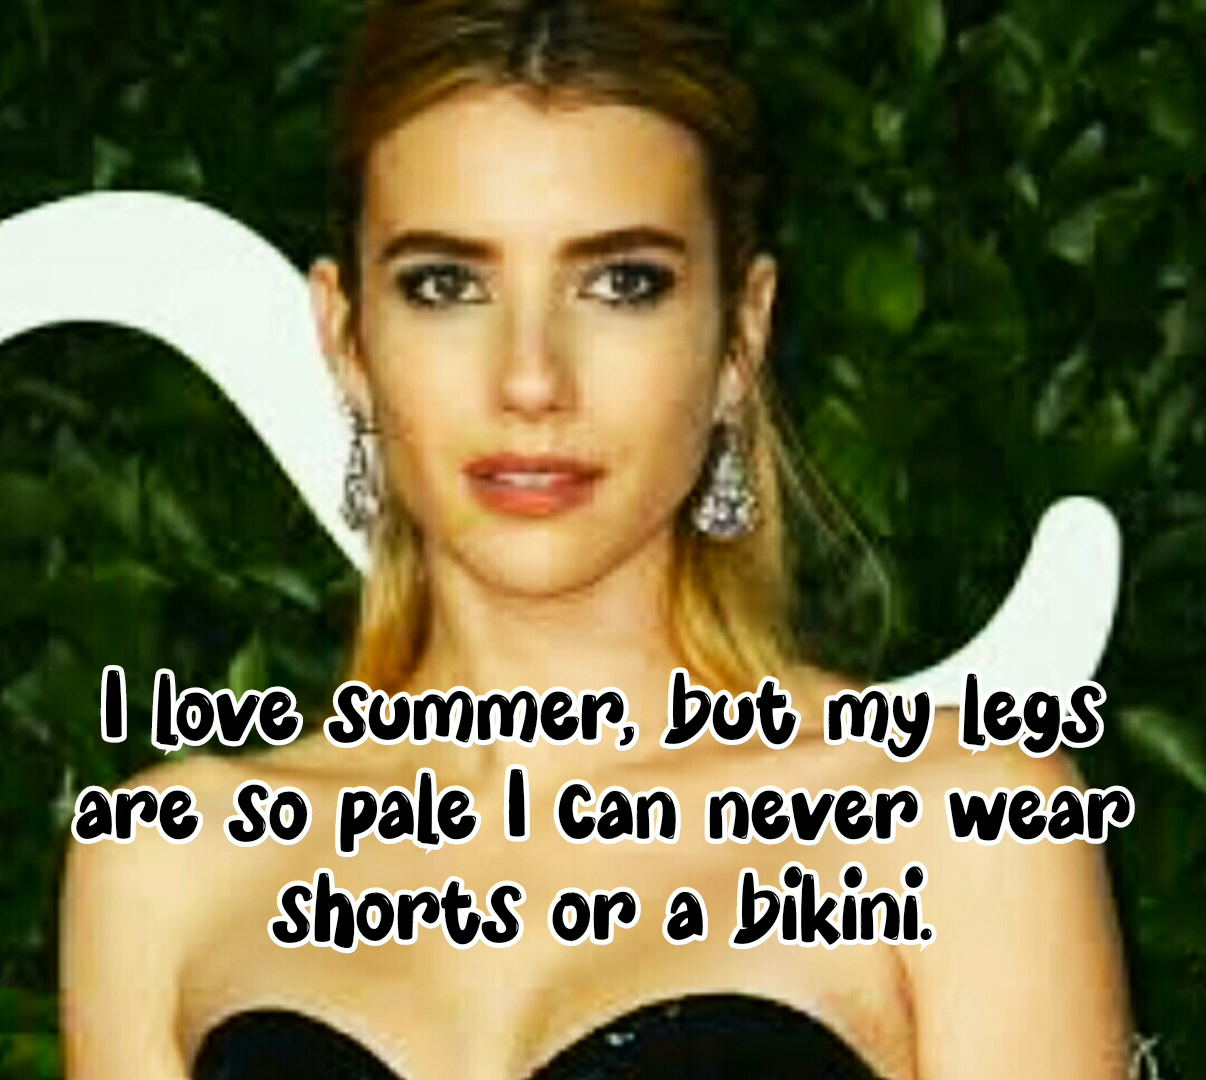 I love summer, but my legs
are so pale I can never wear
shorts or a bikini.